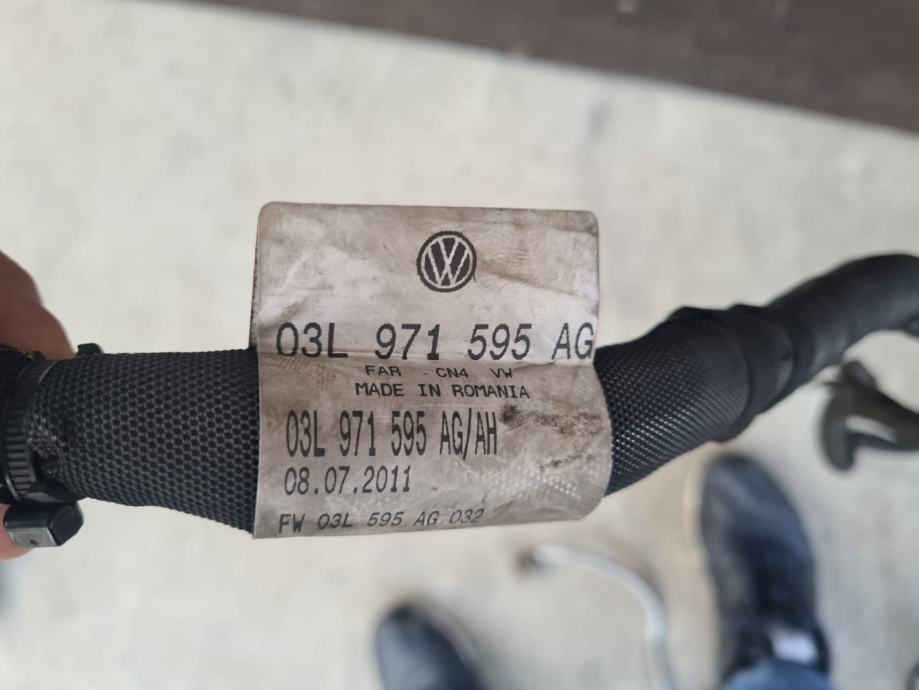 03L 971 595 AG
FAR . CN4 VW
MADE IN ROMANIA
03L 971 595 AG/AH
08.07.2011
FW 03L 595 AG 032